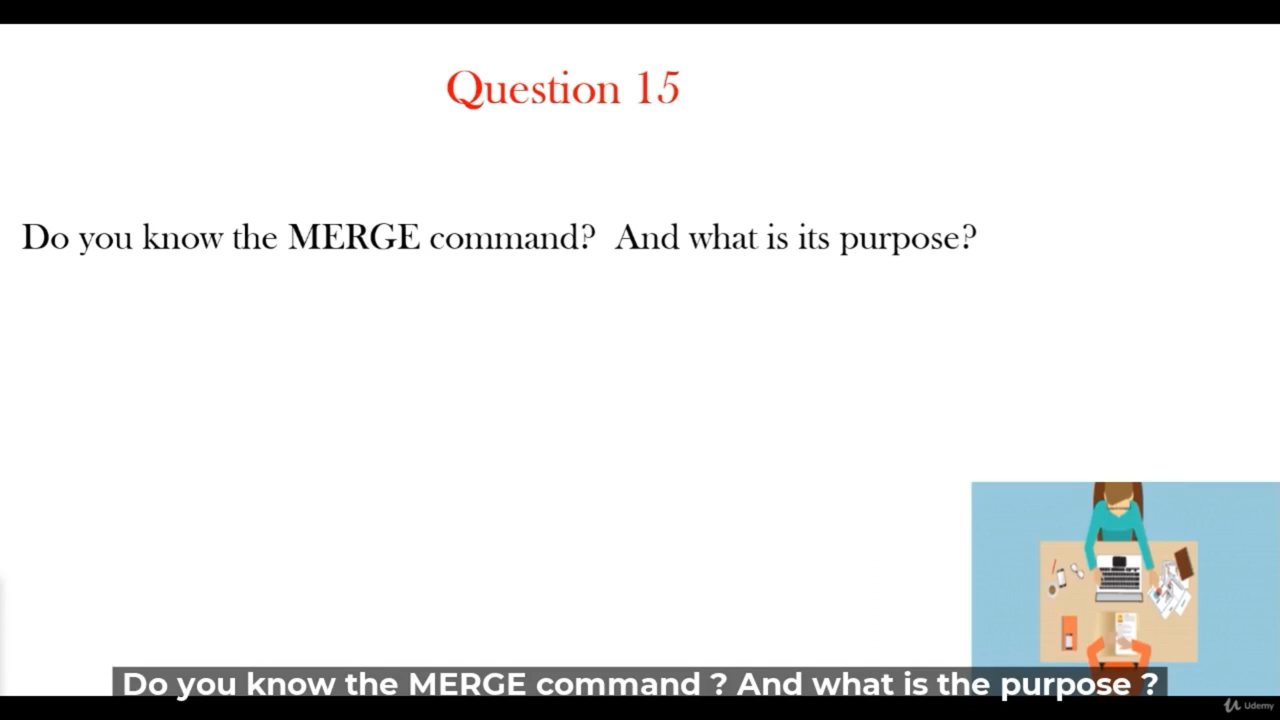 Question 15
Do you know the MERGE command? And what is its purpose?
Do you know the MERGE command ? And what is the purpose ?
Udemy